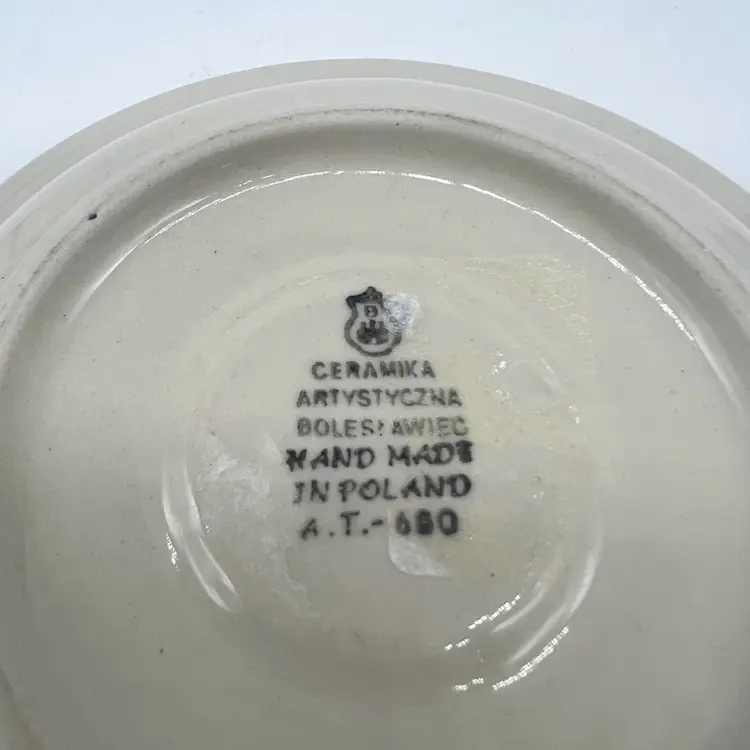 B
CERAMIKA
ARTYSTYCZNA
BOLESŁAWIEC
HAND MADE
IN POLAND
A.T.-680